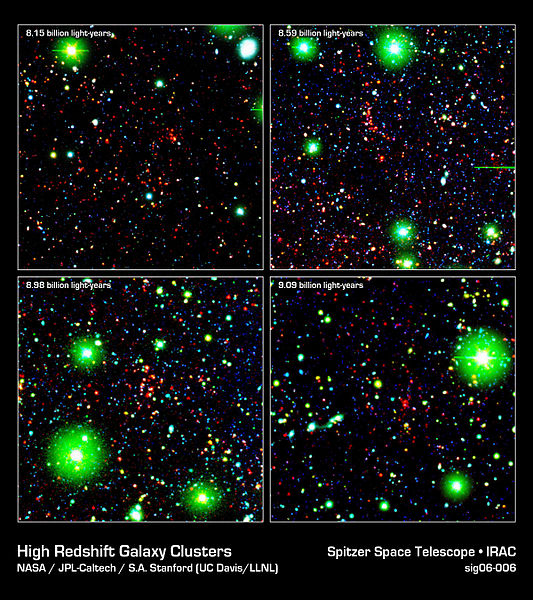 8.15 billion light-years
8.59 billion light-years
8.98 billion light-years
9.09 billion light-years
High Redshift Galaxy Clusters
NASA / JPL-Caltech / S.A. Stanford (UC Davis/LLNL)
Spitzer Space Telescope • IRAC
sig06-006